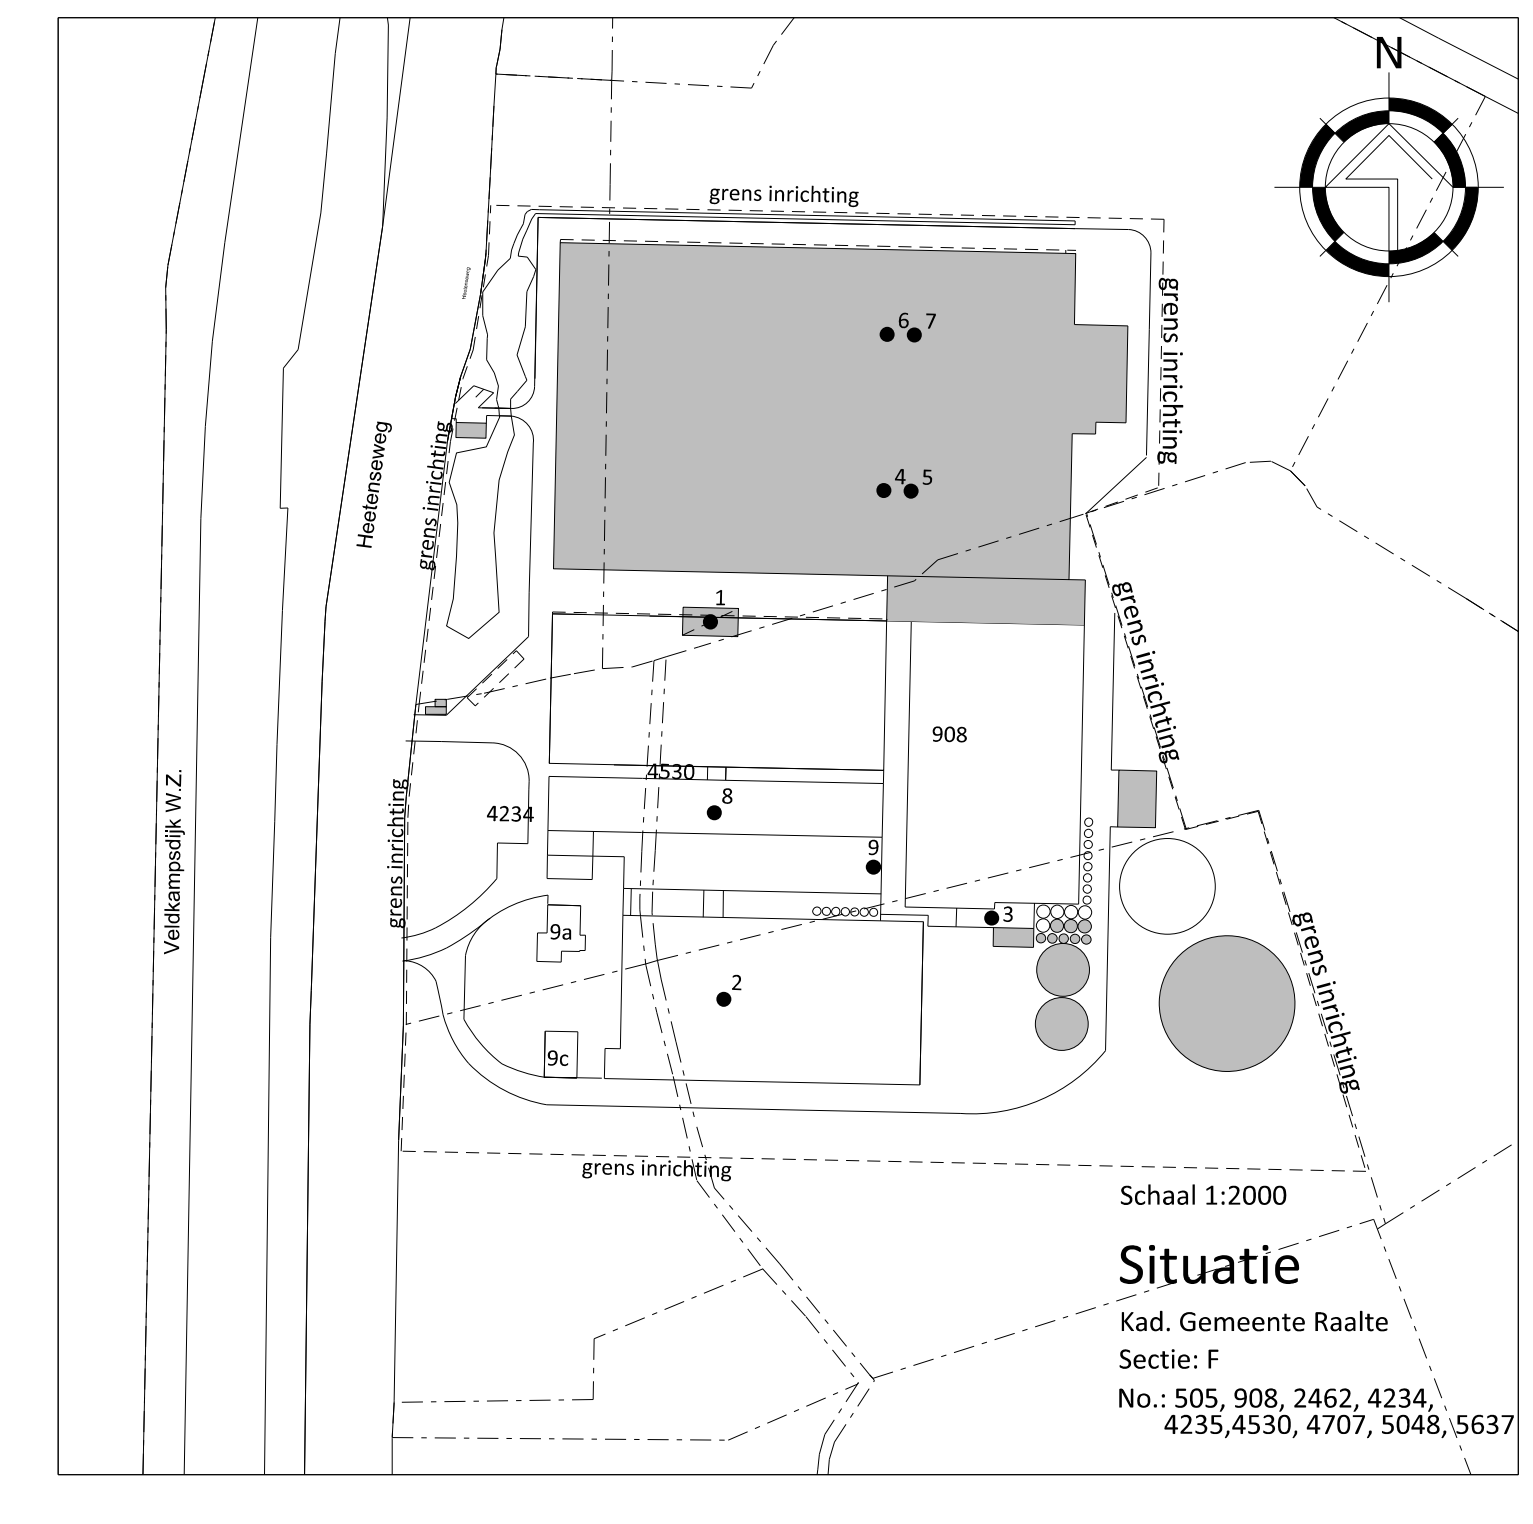 N
grens inrichting
grens inrichting
Heetenseweg
6 7
Heetenseweg
grens inrichting
4 5
1
grens inrichting
908
4530
8
4234
Veldkampsdijk W.Z.
grens inrichting
9
3
9a
2
grens inrichting
9c
grens inrichting
Schaal 1:2000
Situatie
Kad. Gemeente Raalte
Sectie: F
No.: 505, 908, 2462, 4234,
4235,4530, 4707, 5048, 5637